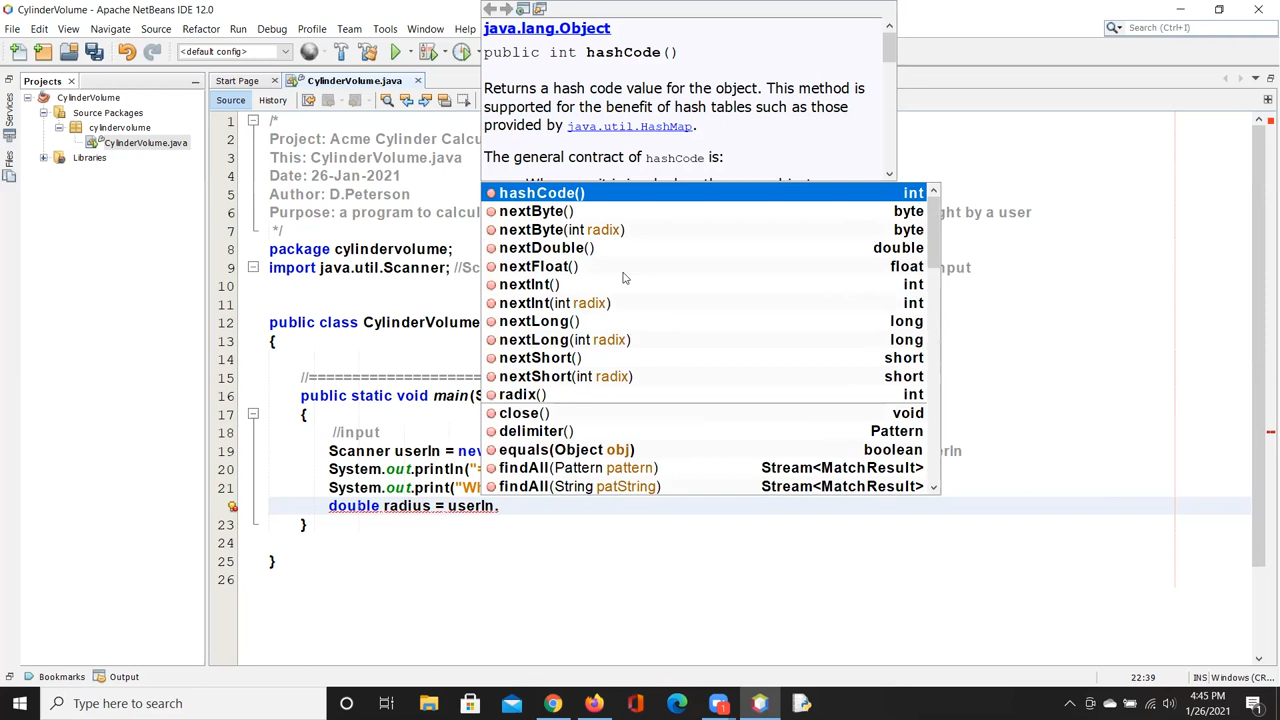 CylinderVolume - Apache NetBeans IDE 12.0
File Edit View Navigate Source Refactor Run Debug Profile Team Tools Window Help
Search (Ctrl+I)
<default config>
Projects
Start Page
CylinderVolume.java
Source
History
Services
Files
CylinderVolume
Source Packages
cylindervolume
CylinderVolume.java
Libraries
java.lang.Object
public int hashCode()
Returns a hash code value for the object. This method is
supported for the benefit of hash tables such as those
provided by java.util.HashMap.
The general contract of hashCode is:
hashCode() int
nextByte() byte
nextByte(int radix) byte
nextDouble() double
nextFloat() float
nextInt() int
nextInt(int radix) int
nextLong() long
nextLong(int radix) long
nextShort() short
nextShort(int radix) short
radix() int
close() void
delimiter() Pattern
equals(Object obj) boolean
findAll(Pattern pattern) Stream<MatchResult>
findAll(String patString) Stream<MatchResult>
1 /*
2 Project: Acme Cylinder Calc
3 This: CylinderVolume.java
4 Date: 26-Jan-2021
5 Author: D.Peterson
6 Purpose: a program to calcu ght by a user
7 */
8 package cylindervolume;
9 import java.util.Scanner; //Sc nput
10
11
12 public class CylinderVolume
13 {
14
15 //======================
16 public static void main(S
17 {
18 //input
19 Scanner userIn = new erIn
20 System.out.println("=
21 System.out.print("Wh
double radius = userIn.
23 }
24
25 }
26
Bookmarks Output
22:39 INS Windows (CR...
Type here to search
1
4:45 PM
1/26/2021
1